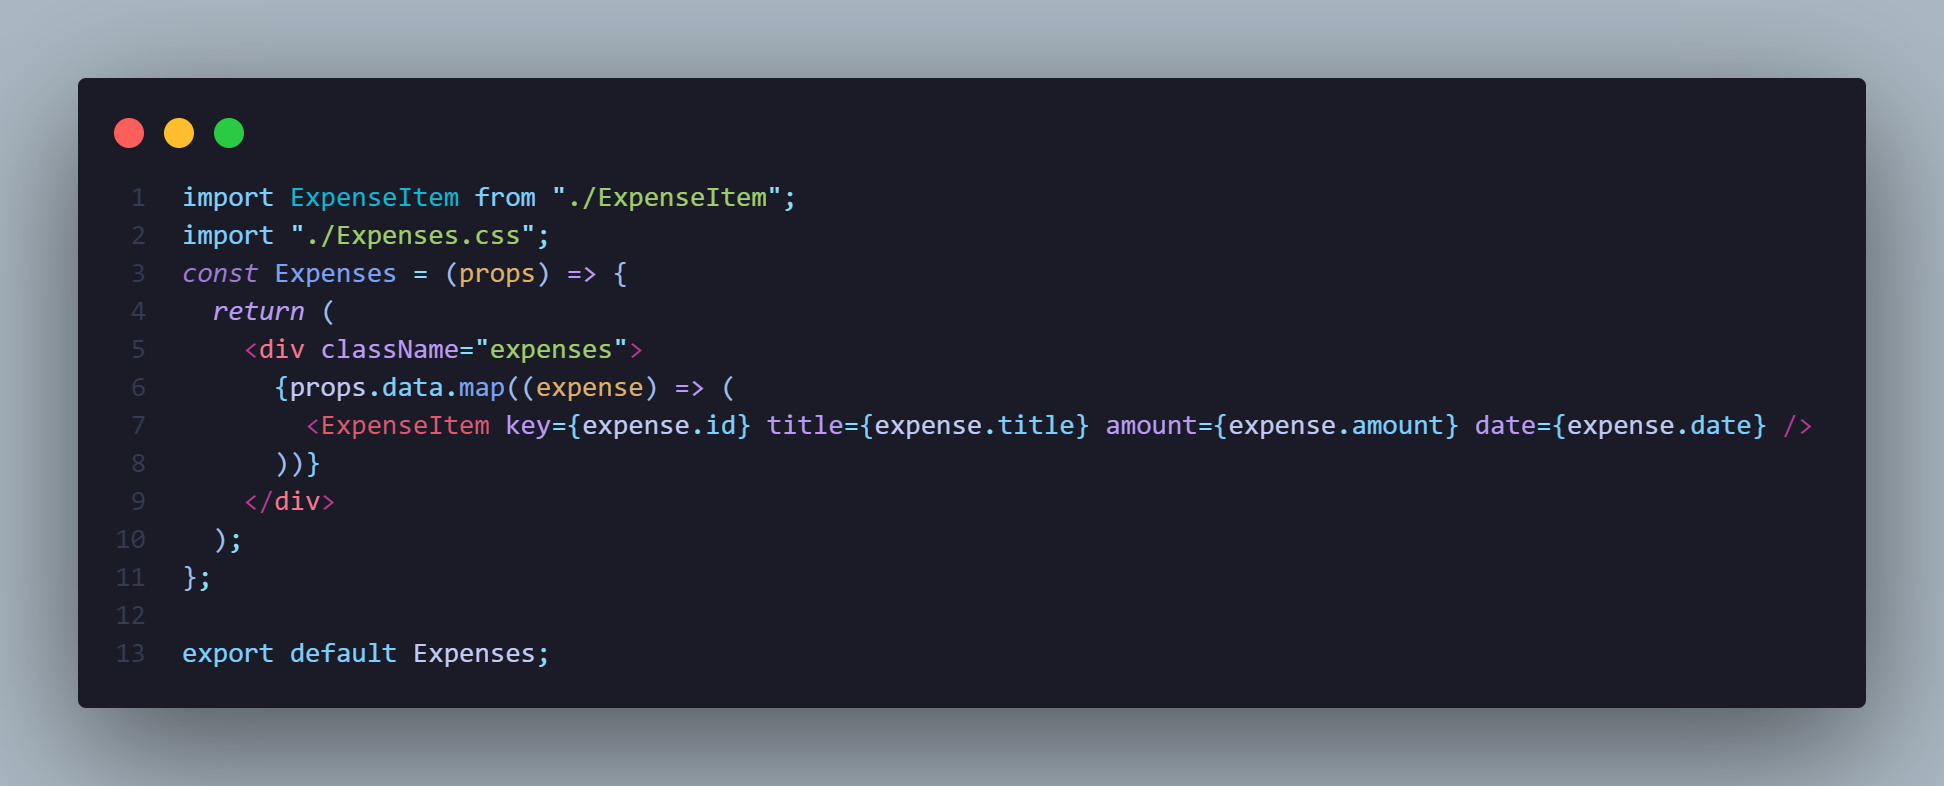 1 import ExpenseItem from "./ExpenseItem";
2 import "./Expenses.css";
3 const Expenses = (props) => {
4   return (
5     <div className="expenses">
6       {props.data.map((expense) => (
7         <ExpenseItem key={expense.id} title={expense.title} amount={expense.amount} date={expense.date} />
8       ))}
9     </div>
10   );
11 };
12
13 export default Expenses;